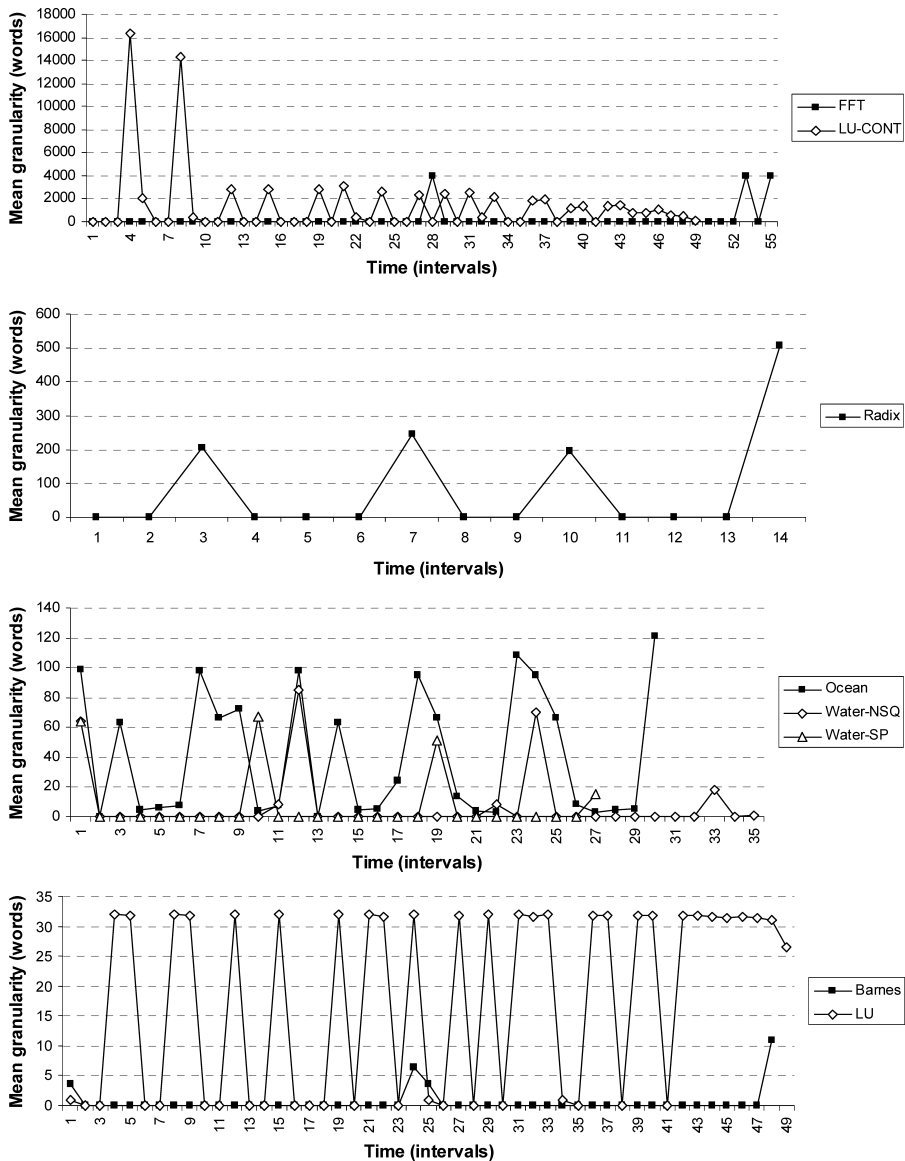 Mean granularity (words)
18000
16000
14000
12000
10000
8000
6000
4000
2000
0
1 4 7 10 13 16 19 22 25 28 31 34 37 40 43 46 49 52 55
Time (intervals)
FFT
LU-CONT
Mean granularity (words)
600
500
400
300
200
100
0
1 2 3 4 5 6 7 8 9 10 11 12 13 14
Time (intervals)
Radix
Mean granularity (words)
140
120
100
80
60
40
20
0
1 3 5 7 9 11 13 15 17 19 21 23 25 27 29 31 33 35
Time (intervals)
Ocean
Water-NSQ
Water-SP
Mean granularity (words)
35
30
25
20
15
10
5
0
1 3 5 7 9 11 13 15 17 19 21 23 25 27 29 31 33 35 37 39 41 43 45 47 49
Time (intervals)
Barnes
LU